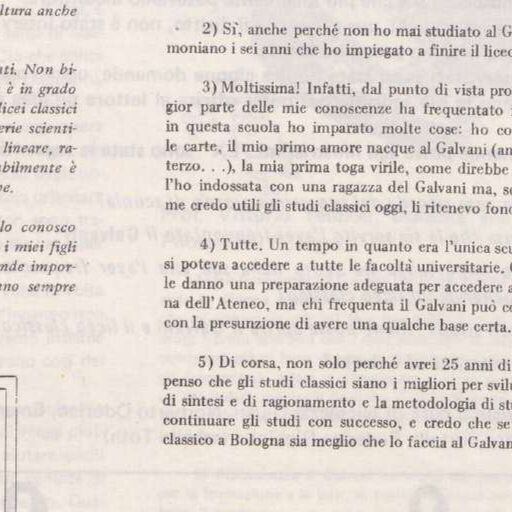 ltura anche
ti. Non bi-
è in grado
licei classici
erie scienti-
lineare, ra-
abilmente è
ne.
lo conosco
i miei figli
nde impor-
eno sempre
2) Sì, anche perché non ho mai studiato al G
moniano i sei anni che ho impiegato a finire il liceo
3) Moltissima! Infatti, dal punto di vista pro
gior parte delle mie conoscenze ha frequentato i
in questa scuola ho imparato molte cose: ho co
le carte, il mio primo amore nacque al Galvani (an
terzo. . .), la mia prima toga virile, come direbbe
l'ho indossata con una ragazza del Galvani ma, se
me credo utili gli studi classici oggi, li ritenevo fond
4) Tutte. Un tempo in quanto era l'unica scu
si poteva accedere a tutte le facoltà universitarie. O
le danno una preparazione adeguata per accedere a
na dell'Ateneo, ma chi frequenta il Galvani può co
con la presunzione di avere una qualche base certa.
5) Di corsa, non solo perché avrei 25 anni di
penso che gli studi classici siano i migliori per svil
di sintesi e di ragionamento e la metodologia di stu
continuare gli studi con successo, e credo che se
classico a Bologna sia meglio che lo faccia al Galvan